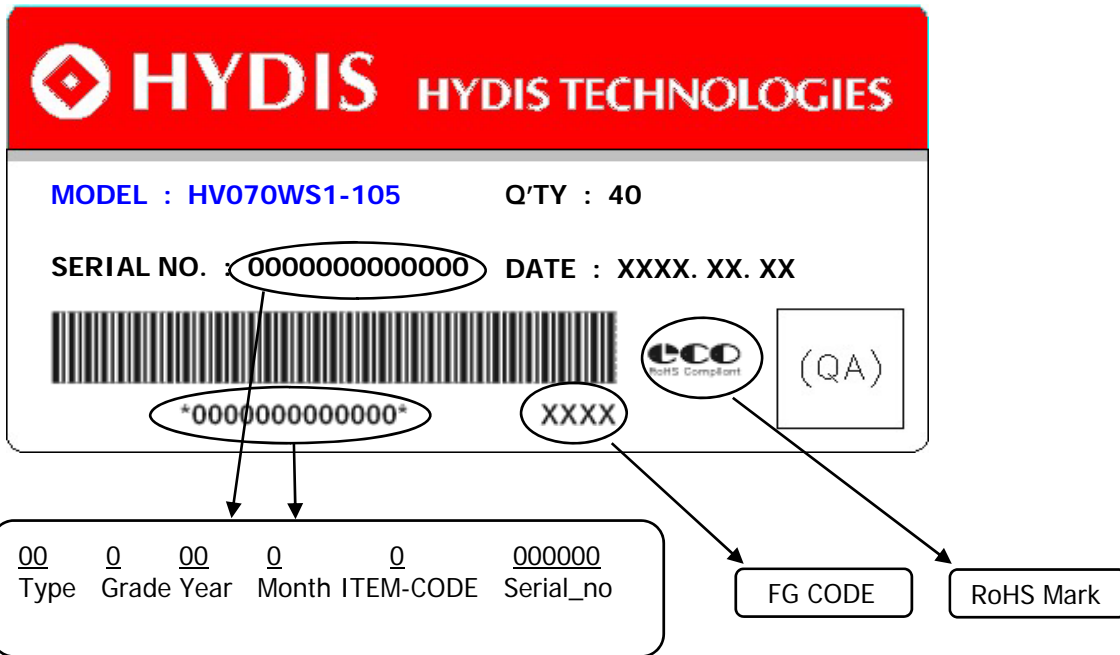 HYDIS HYDIS TECHNOLOGIES
MODEL : HV070WS1-105 Q'TY : 40
SERIAL NO. : 0000000000000 DATE : XXXX. XX. XX
eco
RoHS Compliant
(QA)
*0000000000000* XXXX
00 0 00 0 0 000000
Type Grade Year Month ITEM-CODE Serial_no
FG CODE
RoHS Mark